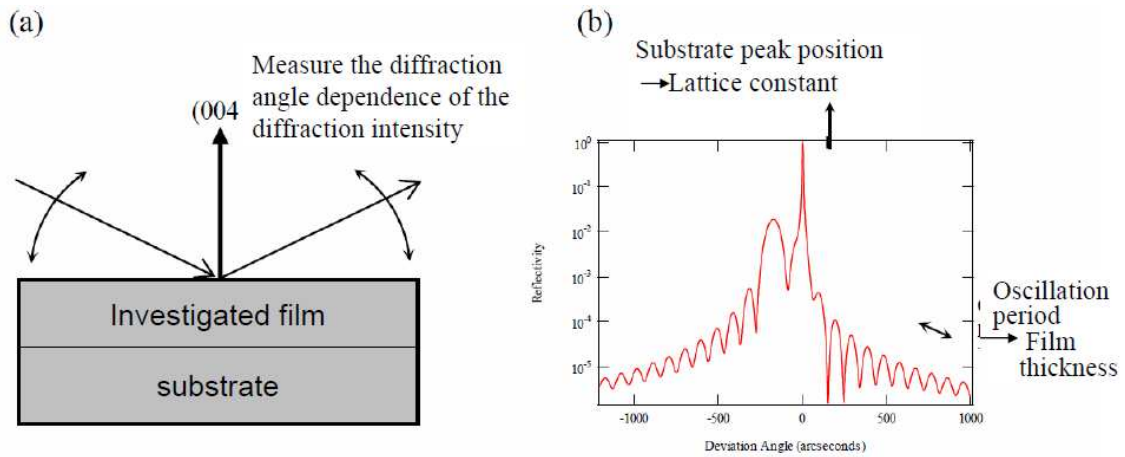 (a)
Measure the diffraction
angle dependence of the
diffraction intensity
(004
Investigated film
substrate
(b)
Substrate peak position
→Lattice constant
10⁰
10⁻¹
10⁻²
10⁻³
10⁻⁴
10⁻⁵
Reflectivity
-1000
-500
0
500
1000
Deviation Angle (arcseconds)
Oscillation
period
→ Film
thickness